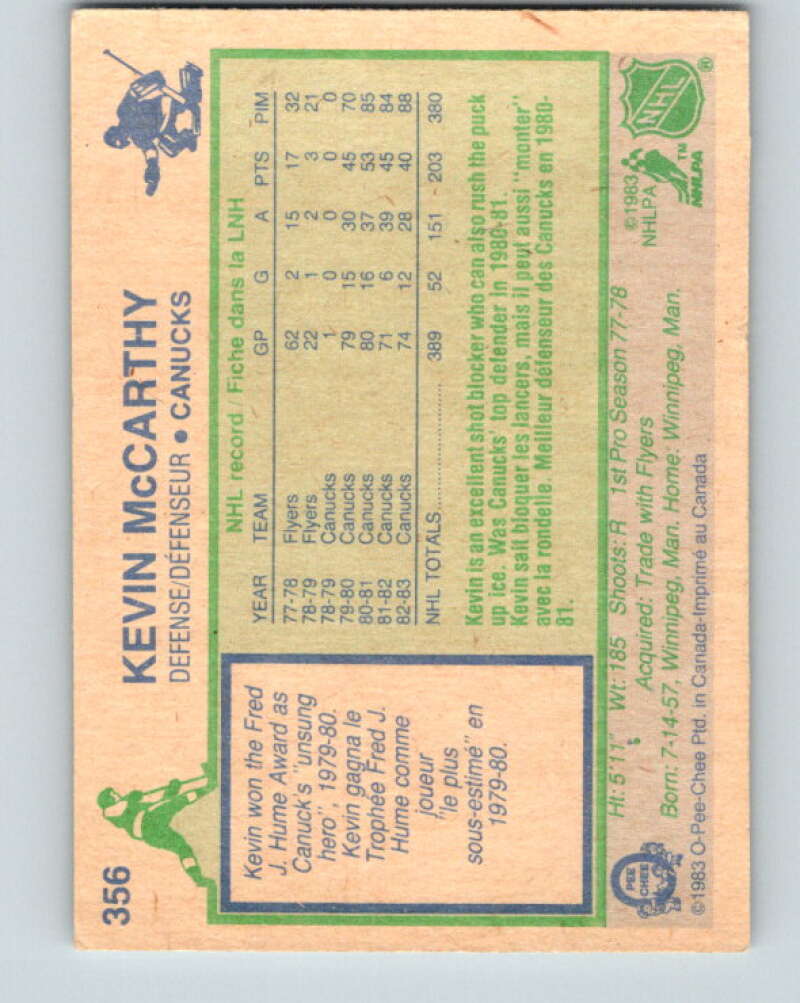 356
KEVIN McCARTHY
DEFENSE/DÉFENSEUR • CANUCKS
Kevin won the Fred
J. Hume Award as
Canuck's "unsung
hero", 1979-80.
Kevin gagna le
Trophée Fred J.
Hume comme
joueur
"le plus
sous-estimé" en
1979-80.
NHL record Fiche dans la LNH
YEAR TEAM GP G A PTS PIM
77-78 Flyers 62 2 15 17 32
78-79 Flyers 22 1 2 3 21
78-79 Canucks 1 0 0 0 0
79-80 Canucks 79 15 30 45 70
80-81 Canucks 80 16 37 53 85
81-82 Canucks 71 6 39 45 84
82-83 Canucks 74 12 28 40 88
NHL TOTALS.................. 389 52 151 203 380
Kevin is an excellent shot blocker who can also rush the puck
up ice. Was Canucks' top defender in 1980-81.
Kevin sait bloquer les lancers, mais il peut aussi "monter"
avec la rondelle. Meilleur défenseur des Canucks en 1980-
81.
Ht: 5'11" Wt: 185 Shoots: R 1st Pro Season 77-78
Acquired: Trade with Flyers
Born: 7-14-57, Winnipeg, Man. Home: Winnipeg, Man.
©1983 O-Pee-Chee Ptd. in Canada-Imprimé au Canada
O
PEE
CHEE
©1983
NHLPA
TM
NHLPA
NHL
®